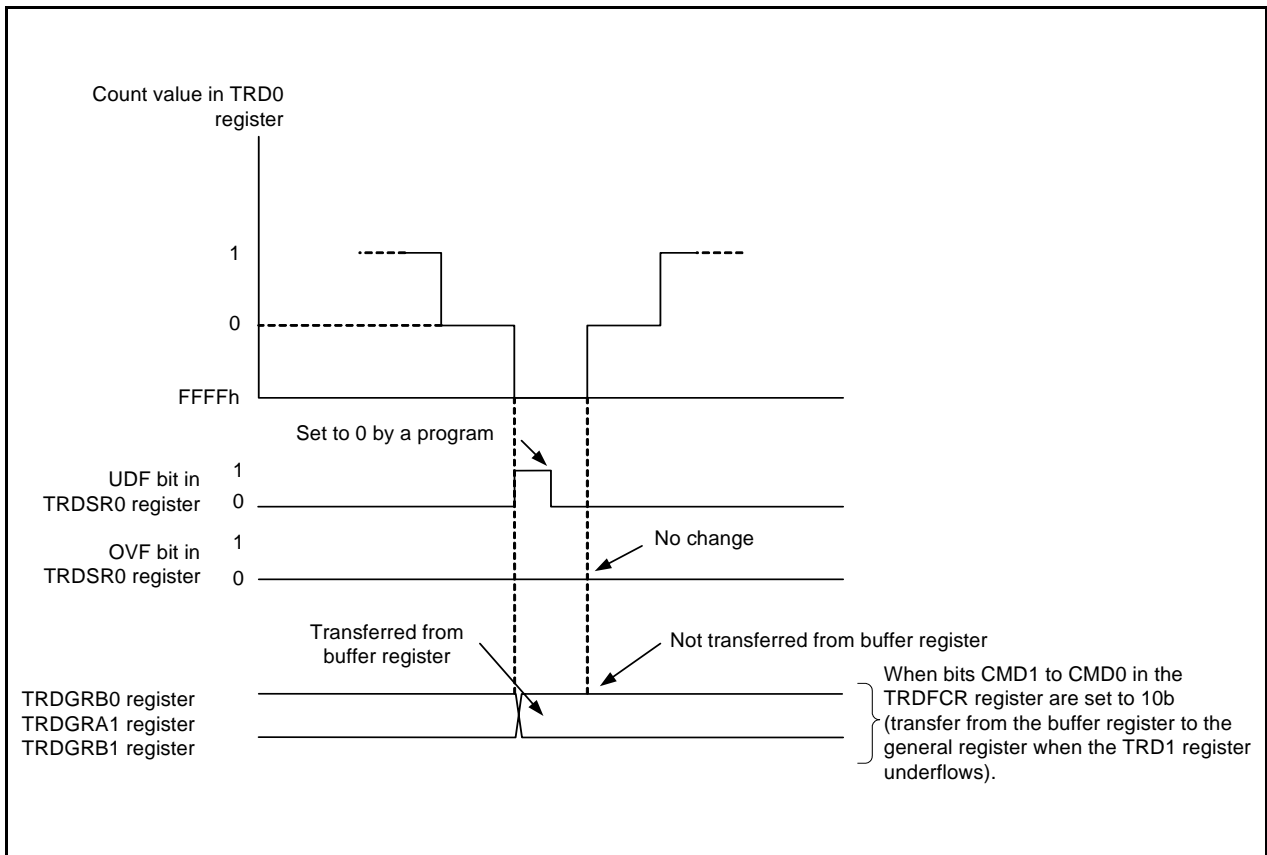 Count value in TRD0
register
1
0
FFFFh
Set to 0 by a program
UDF bit in
TRDSR0 register
1
0
OVF bit in
TRDSR0 register
1
0
No change
Transferred from
buffer register
Not transferred from buffer register
TRDGRB0 register
TRDGRA1 register
TRDGRB1 register
When bits CMD1 to CMD0 in the
TRDFCR register are set to 10b
(transfer from the buffer register to the
general register when the TRD1 register
underflows).